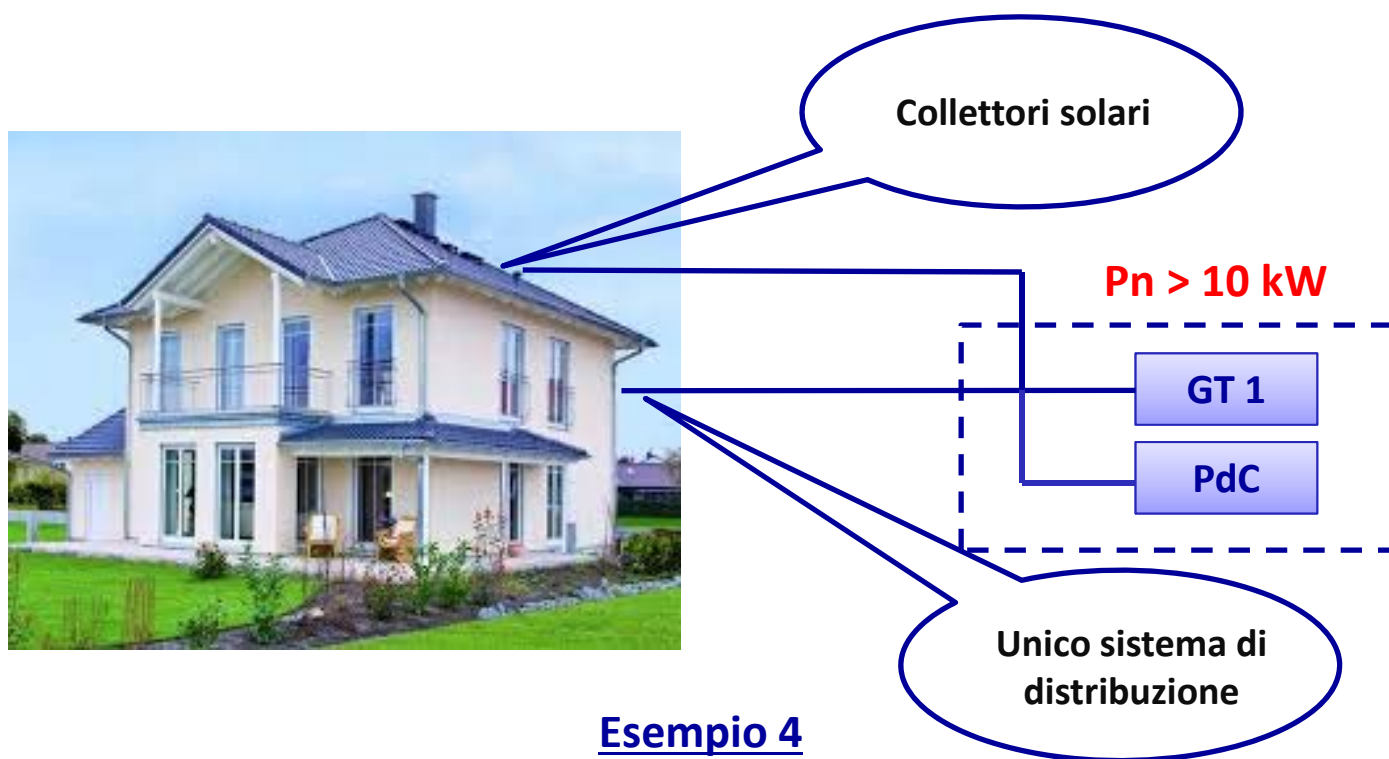 Collettori solari
Pn > 10 kW
GT 1
PdC
Unico sistema di
distribuzione
Esempio 4